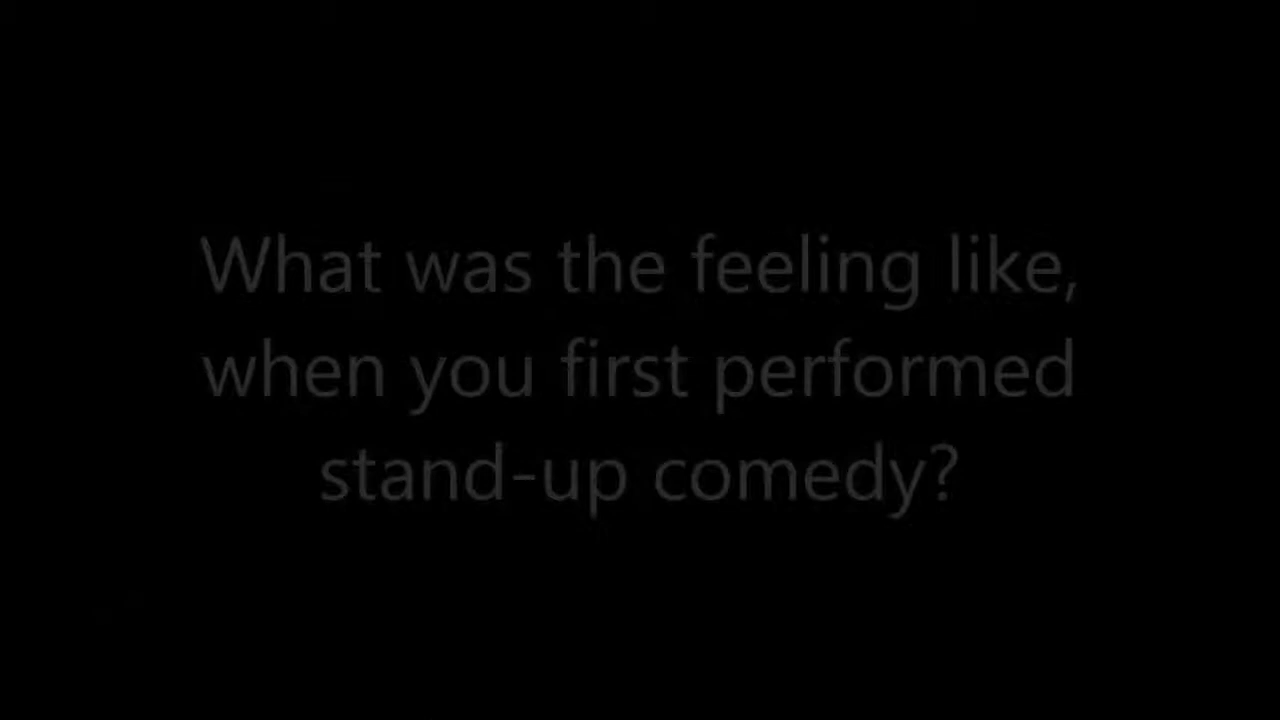 What was the feeling like,
when you first performed
stand-up comedy?